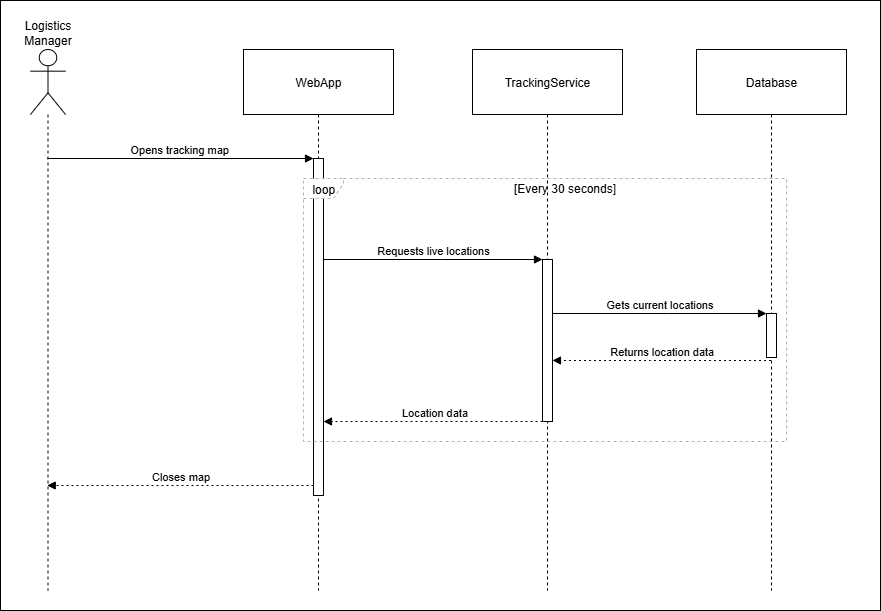 Logistics
Manager
WebApp
TrackingService
Database
Opens tracking map
loop
[Every 30 seconds]
Requests live locations
Gets current locations
Returns location data
Location data
Closes map